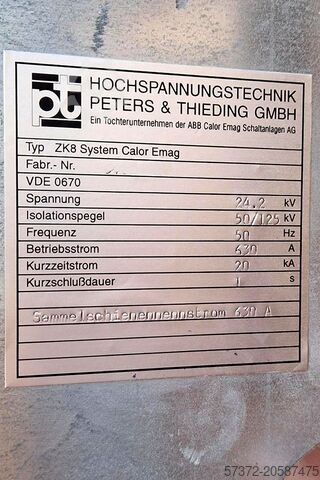 pt
HOCHSPANNUNGSTECHNIK
PETERS & THIEDING GMBH
Ein Tochterunternehmen der ABB Calor Emag Schaltanlagen AG
Typ ZK8 System Calor Emag
Fabr.- Nr.
VDE 0670
Spannung 24.2 kV
Isolationspegel 50/125 kV
Frequenz 50 Hz
Betriebsstrom 630 A
Kurzzeitstrom 20 kA
Kurzschlußdauer 1 s
Sammelschienennennstrom 630 A
57372-20587475